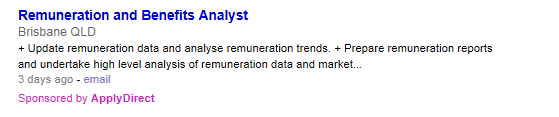 Remuneration and Benefits Analyst
Brisbane QLD
+ Update remuneration data and analyse remuneration trends. + Prepare remuneration reports
and undertake high level analysis of remuneration data and market...
3 days ago - email
Sponsored by ApplyDirect